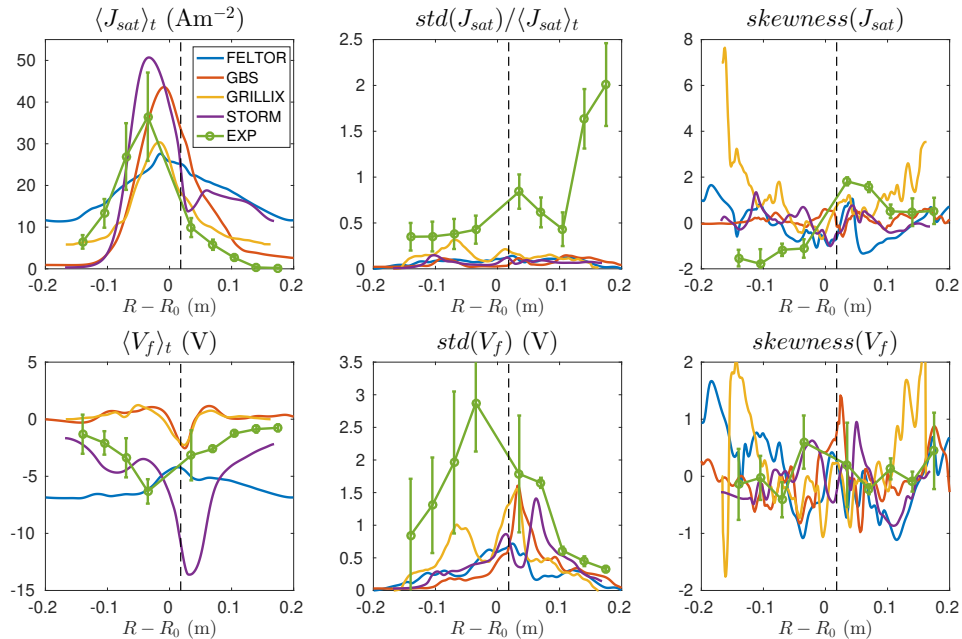 ⟨J_sat⟩_t (Am⁻²)
50
40
30
20
10
0
-0.2 -0.1 0 0.1 0.2
R − R₀ (m)
FELTOR
GBS
GRILLIX
STORM
EXP
std(J_sat)/⟨J_sat⟩_t
2.5
2
1.5
1
0.5
0
-0.2 -0.1 0 0.1 0.2
R − R₀ (m)
skewness(J_sat)
8
6
4
2
0
-2
-0.2 -0.1 0 0.1 0.2
R − R₀ (m)
⟨V_f⟩_t (V)
5
0
-5
-10
-15
-0.2 -0.1 0 0.1 0.2
R − R₀ (m)
std(V_f) (V)
3.5
3
2.5
2
1.5
1
0.5
0
-0.2 -0.1 0 0.1 0.2
R − R₀ (m)
skewness(V_f)
2
1
0
-1
-2
-0.2 -0.1 0 0.1 0.2
R − R₀ (m)